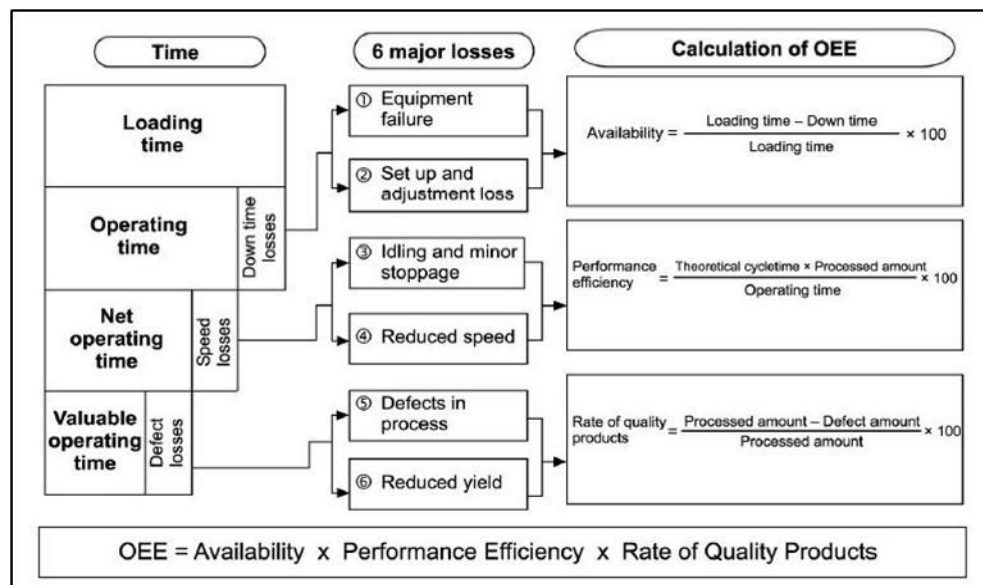 Time
6 major losses
Calculation of OEE
Loading
time
Operating
time
Down time
losses
Net
operating
time
Speed
losses
Valuable
operating
time
Defect
losses
① Equipment
failure
② Set up and
adjustment loss
③ Idling and minor
stoppage
④ Reduced speed
⑤ Defects in
process
⑥ Reduced yield
Availability = Loading time – Down time / Loading time × 100
Performance
efficiency = Theoretical cycletime × Processed amount / Operating time × 100
Rate of quality
products = Processed amount – Defect amount / Processed amount × 100
OEE = Availability x Performance Efficiency x Rate of Quality Products